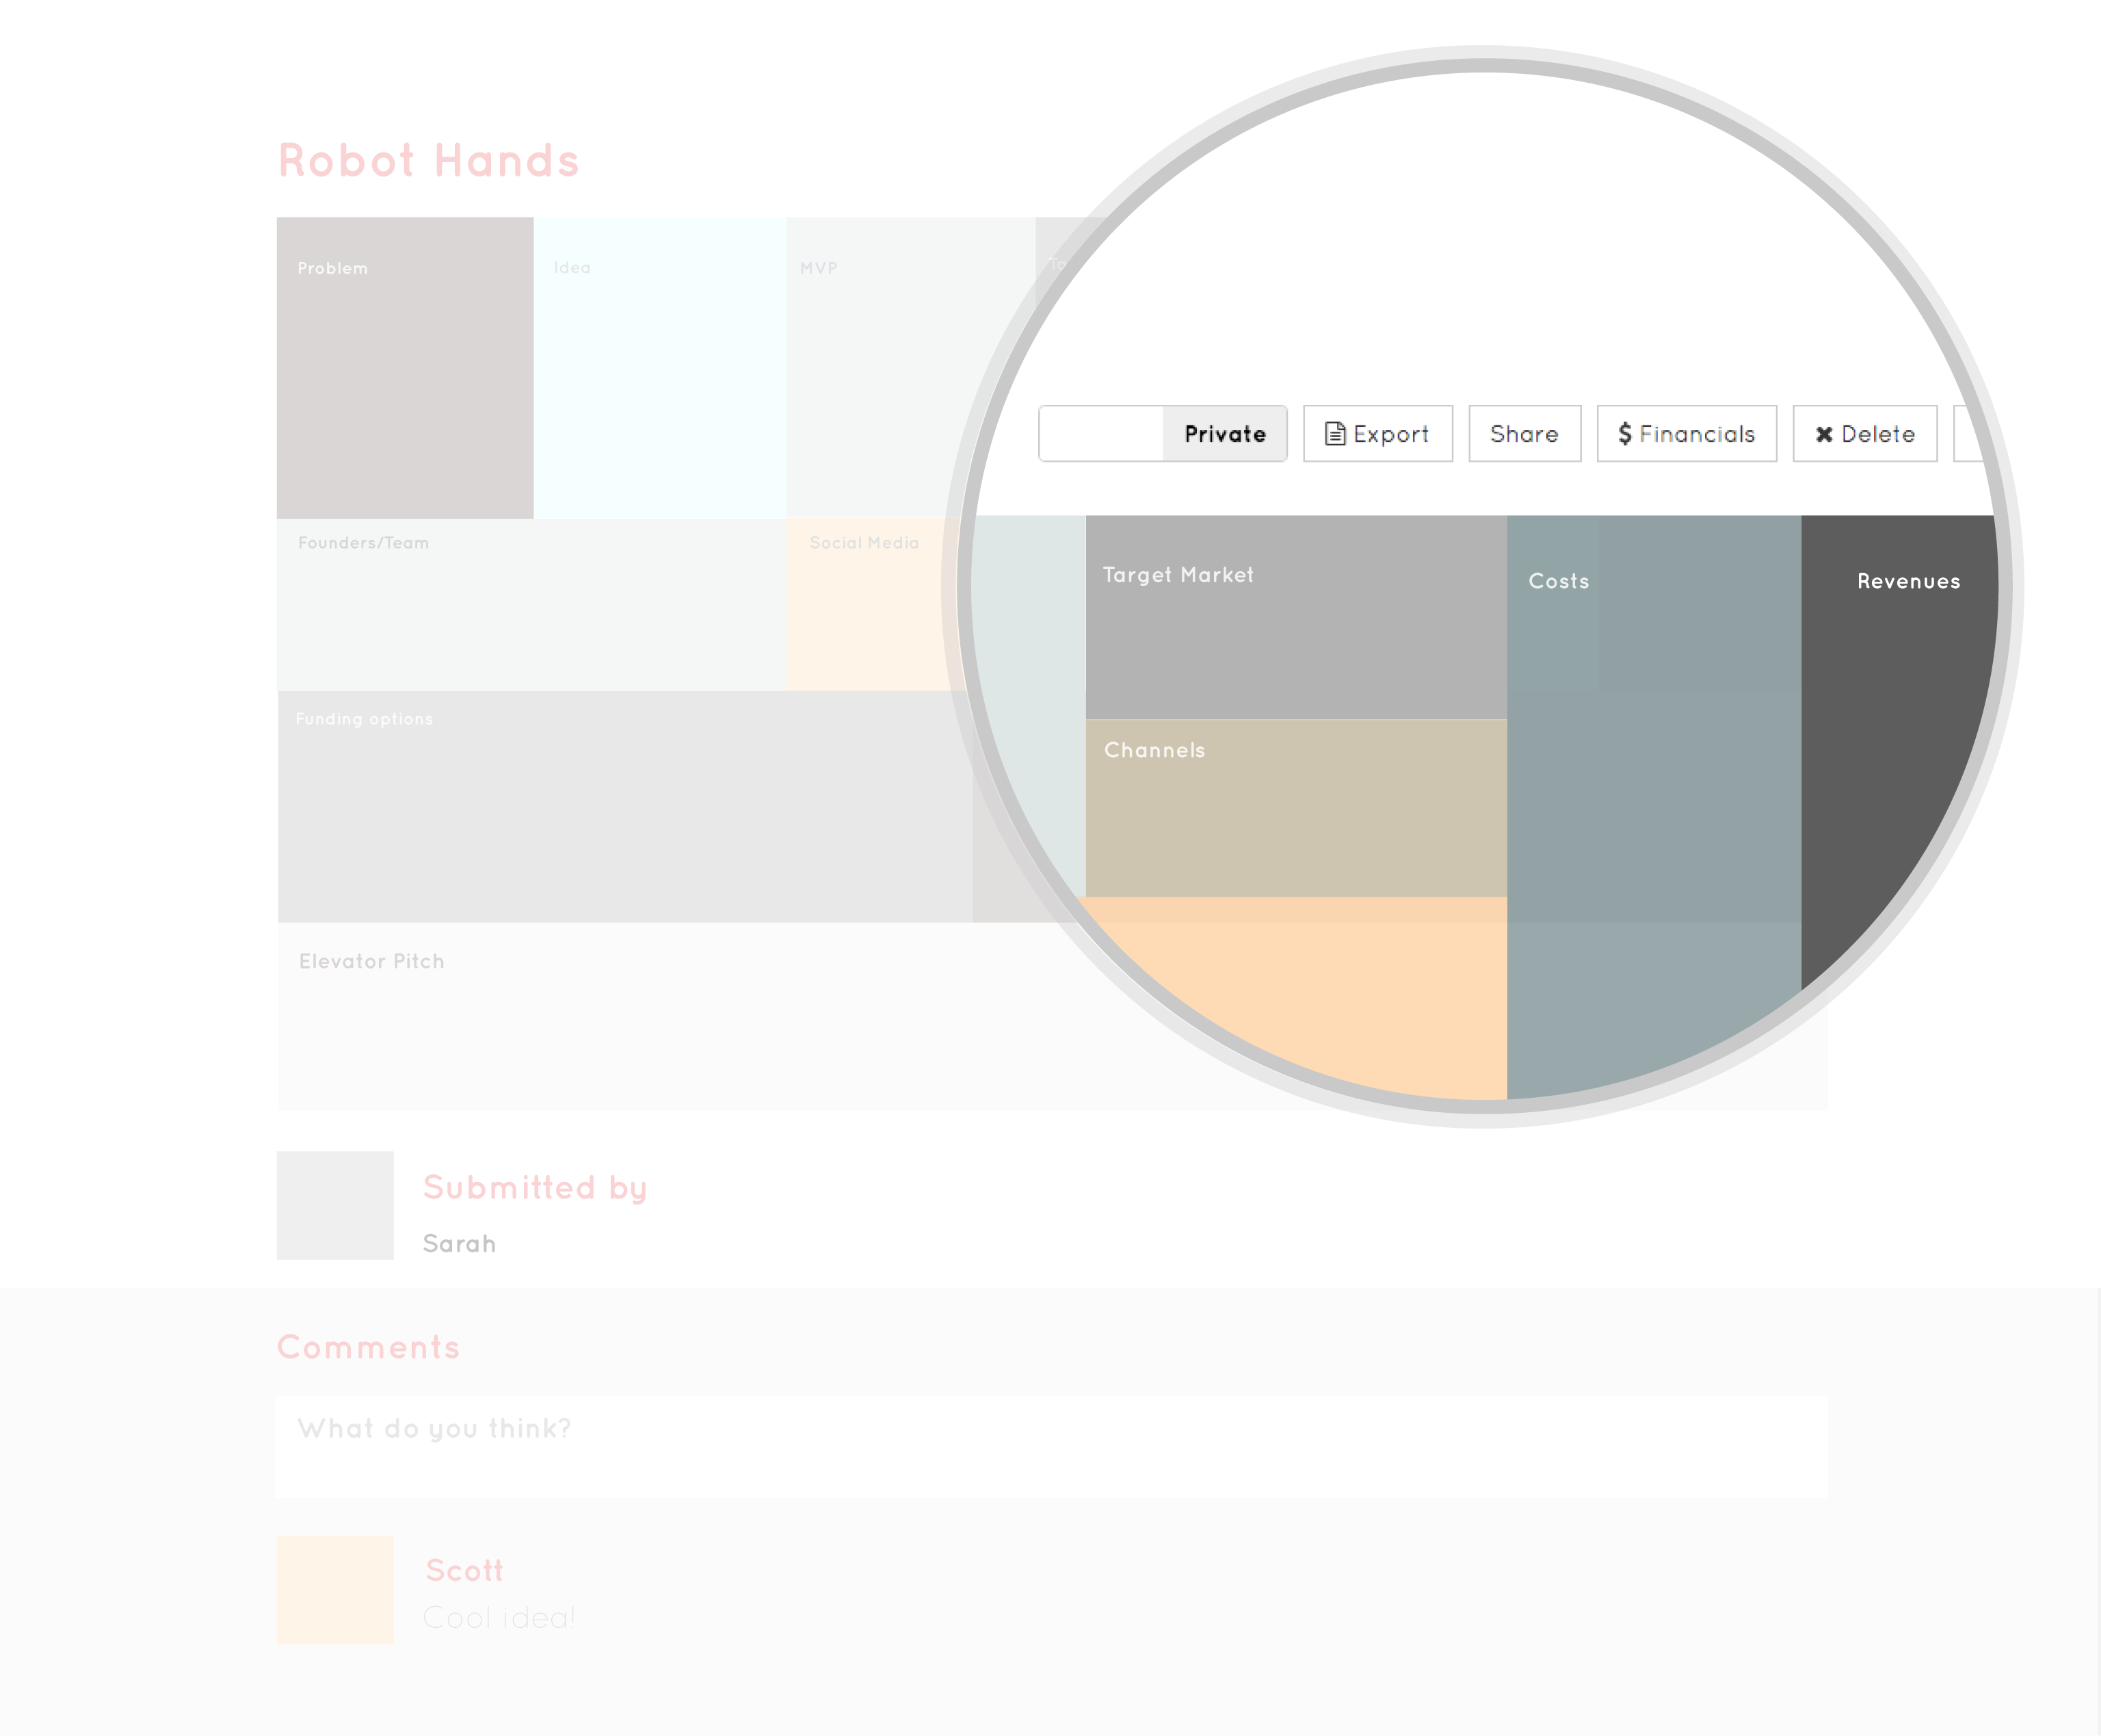 Robot Hands
Problem
Idea
MVP
Private
Export
Share
$ Financials
Delete
Founders/Team
Social Media
Target Market
Costs
Revenues
Channels
Funding options
Elevator Pitch
Submitted by
Sarah
Comments
What do you think?
Scott
Cool idea!